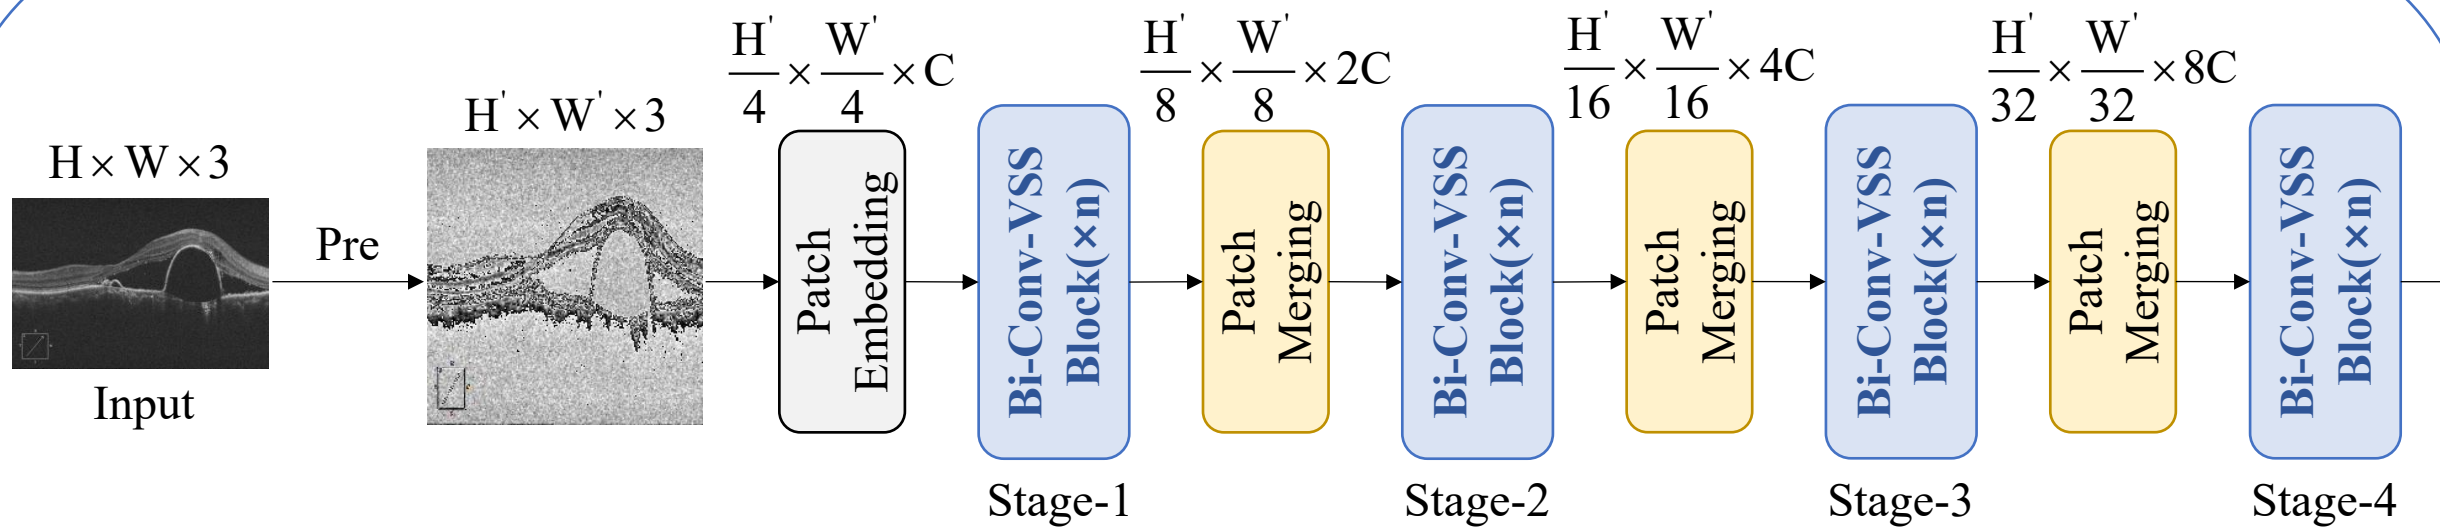 H × W × 3
Input
Pre
H' × W' × 3
H'/4 × W'/4 × C
Patch
Embedding
Bi-Conv-VSS
Block(×n)
Stage-1
H'/8 × W'/8 × 2C
Patch
Merging
Bi-Conv-VSS
Block(×n)
Stage-2
H'/16 × W'/16 × 4C
Patch
Merging
Bi-Conv-VSS
Block(×n)
Stage-3
H'/32 × W'/32 × 8C
Patch
Merging
Bi-Conv-VSS
Block(×n)
Stage-4